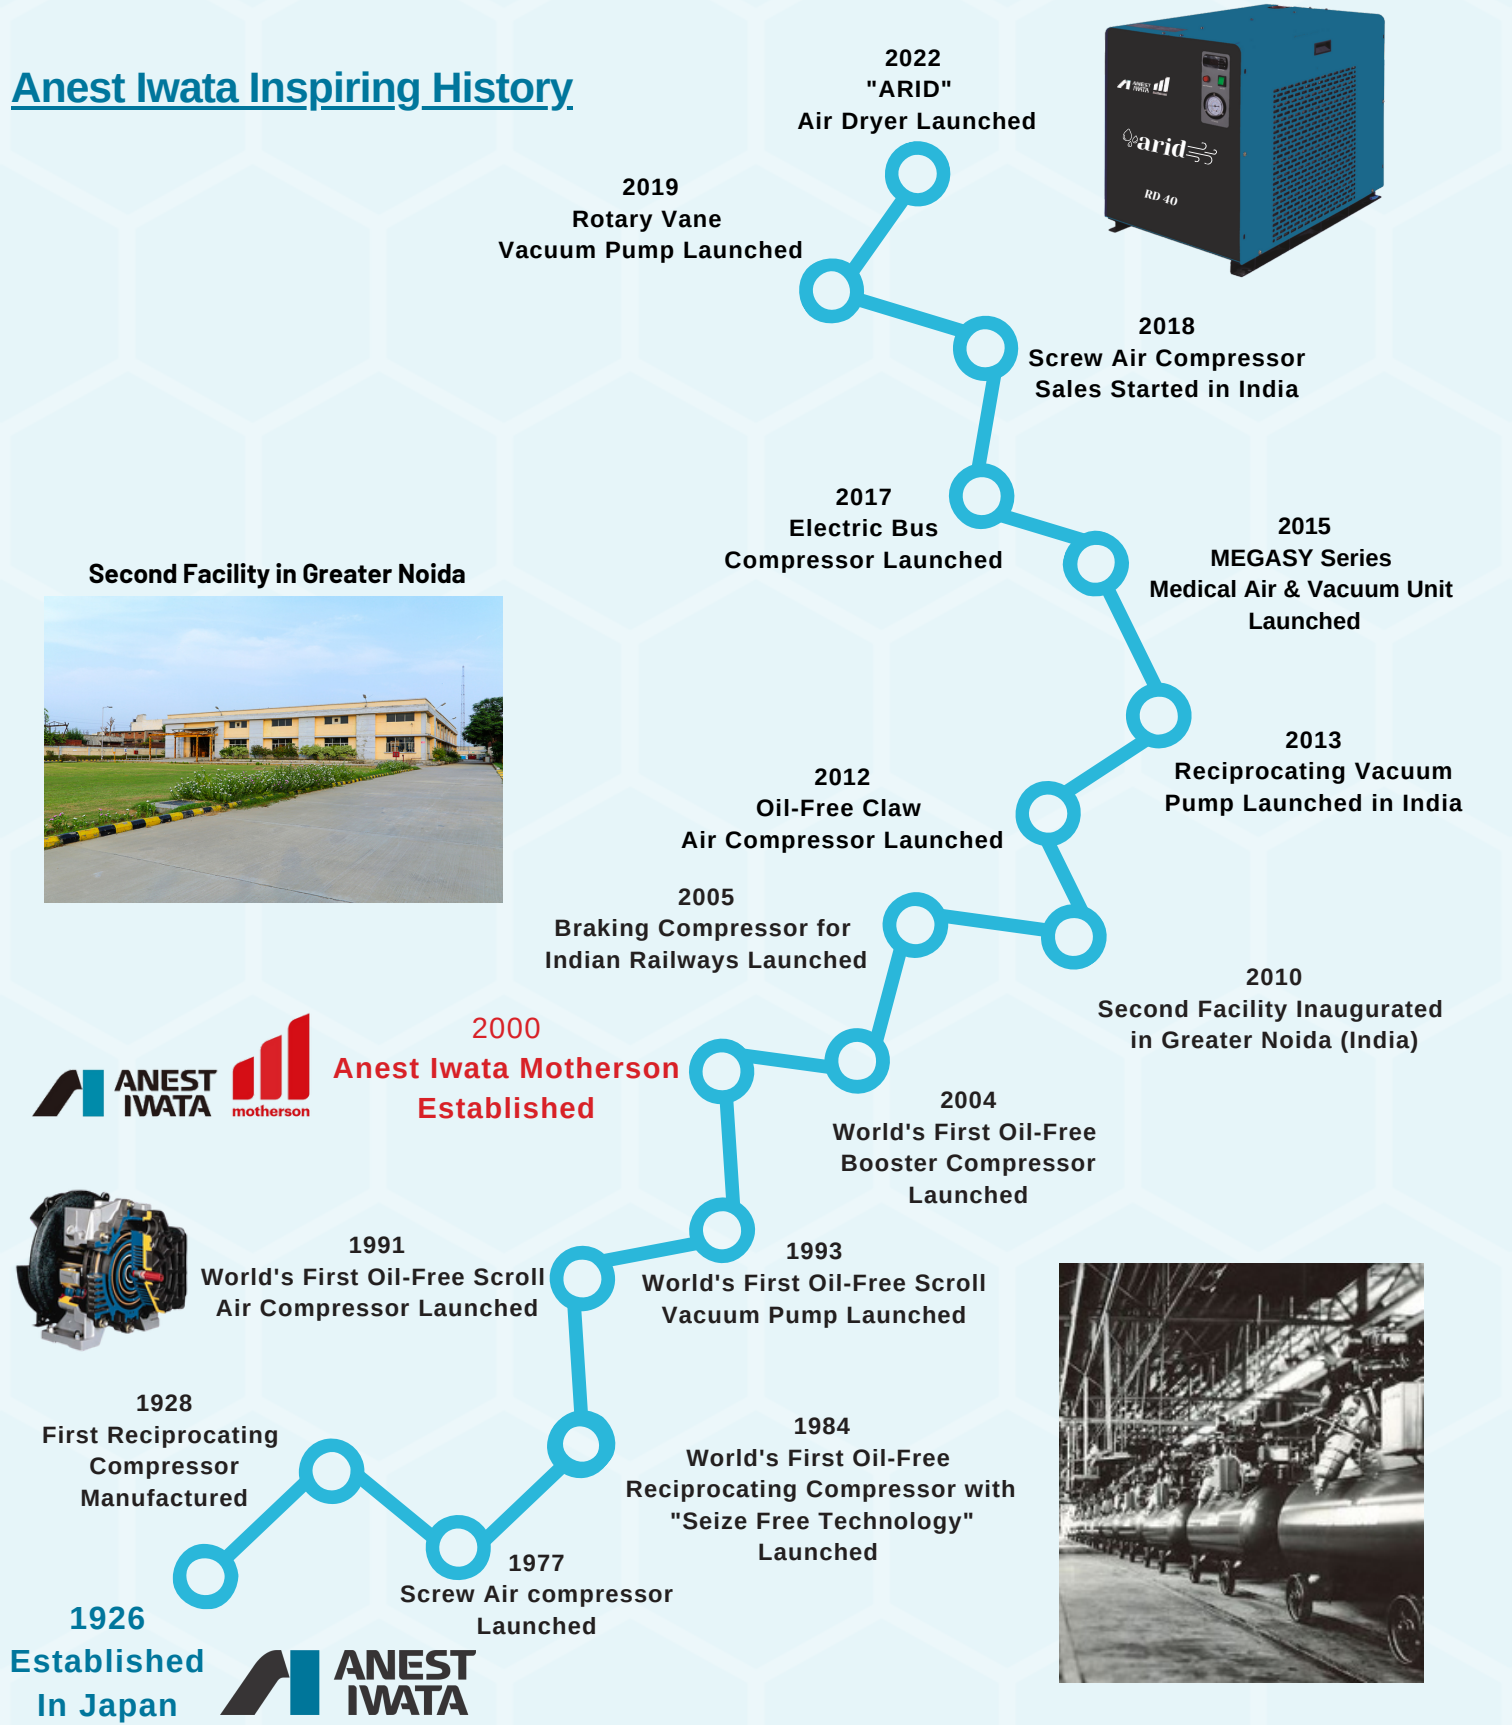 Anest Iwata Inspiring History
2022
"ARID"
Air Dryer Launched
ANEST
IWATA
motherson
arid
RD 40
2019
Rotary Vane
Vacuum Pump Launched
2018
Screw Air Compressor
Sales Started in India
2017
Electric Bus
Compressor Launched
2015
MEGASY Series
Medical Air & Vacuum Unit
Launched
Second Facility in Greater Noida
2013
Reciprocating Vacuum
Pump Launched in India
2012
Oil-Free Claw
Air Compressor Launched
2005
Braking Compressor for
Indian Railways Launched
2010
Second Facility Inaugurated
in Greater Noida (India)
ANEST
IWATA
motherson
2000
Anest Iwata Motherson
Established
2004
World's First Oil-Free
Booster Compressor
Launched
1991
World's First Oil-Free Scroll
Air Compressor Launched
1993
World's First Oil-Free Scroll
Vacuum Pump Launched
1928
First Reciprocating
Compressor
Manufactured
1984
World's First Oil-Free
Reciprocating Compressor with
"Seize Free Technology"
Launched
1977
Screw Air compressor
Launched
1926
Established
In Japan
ANEST
IWATA